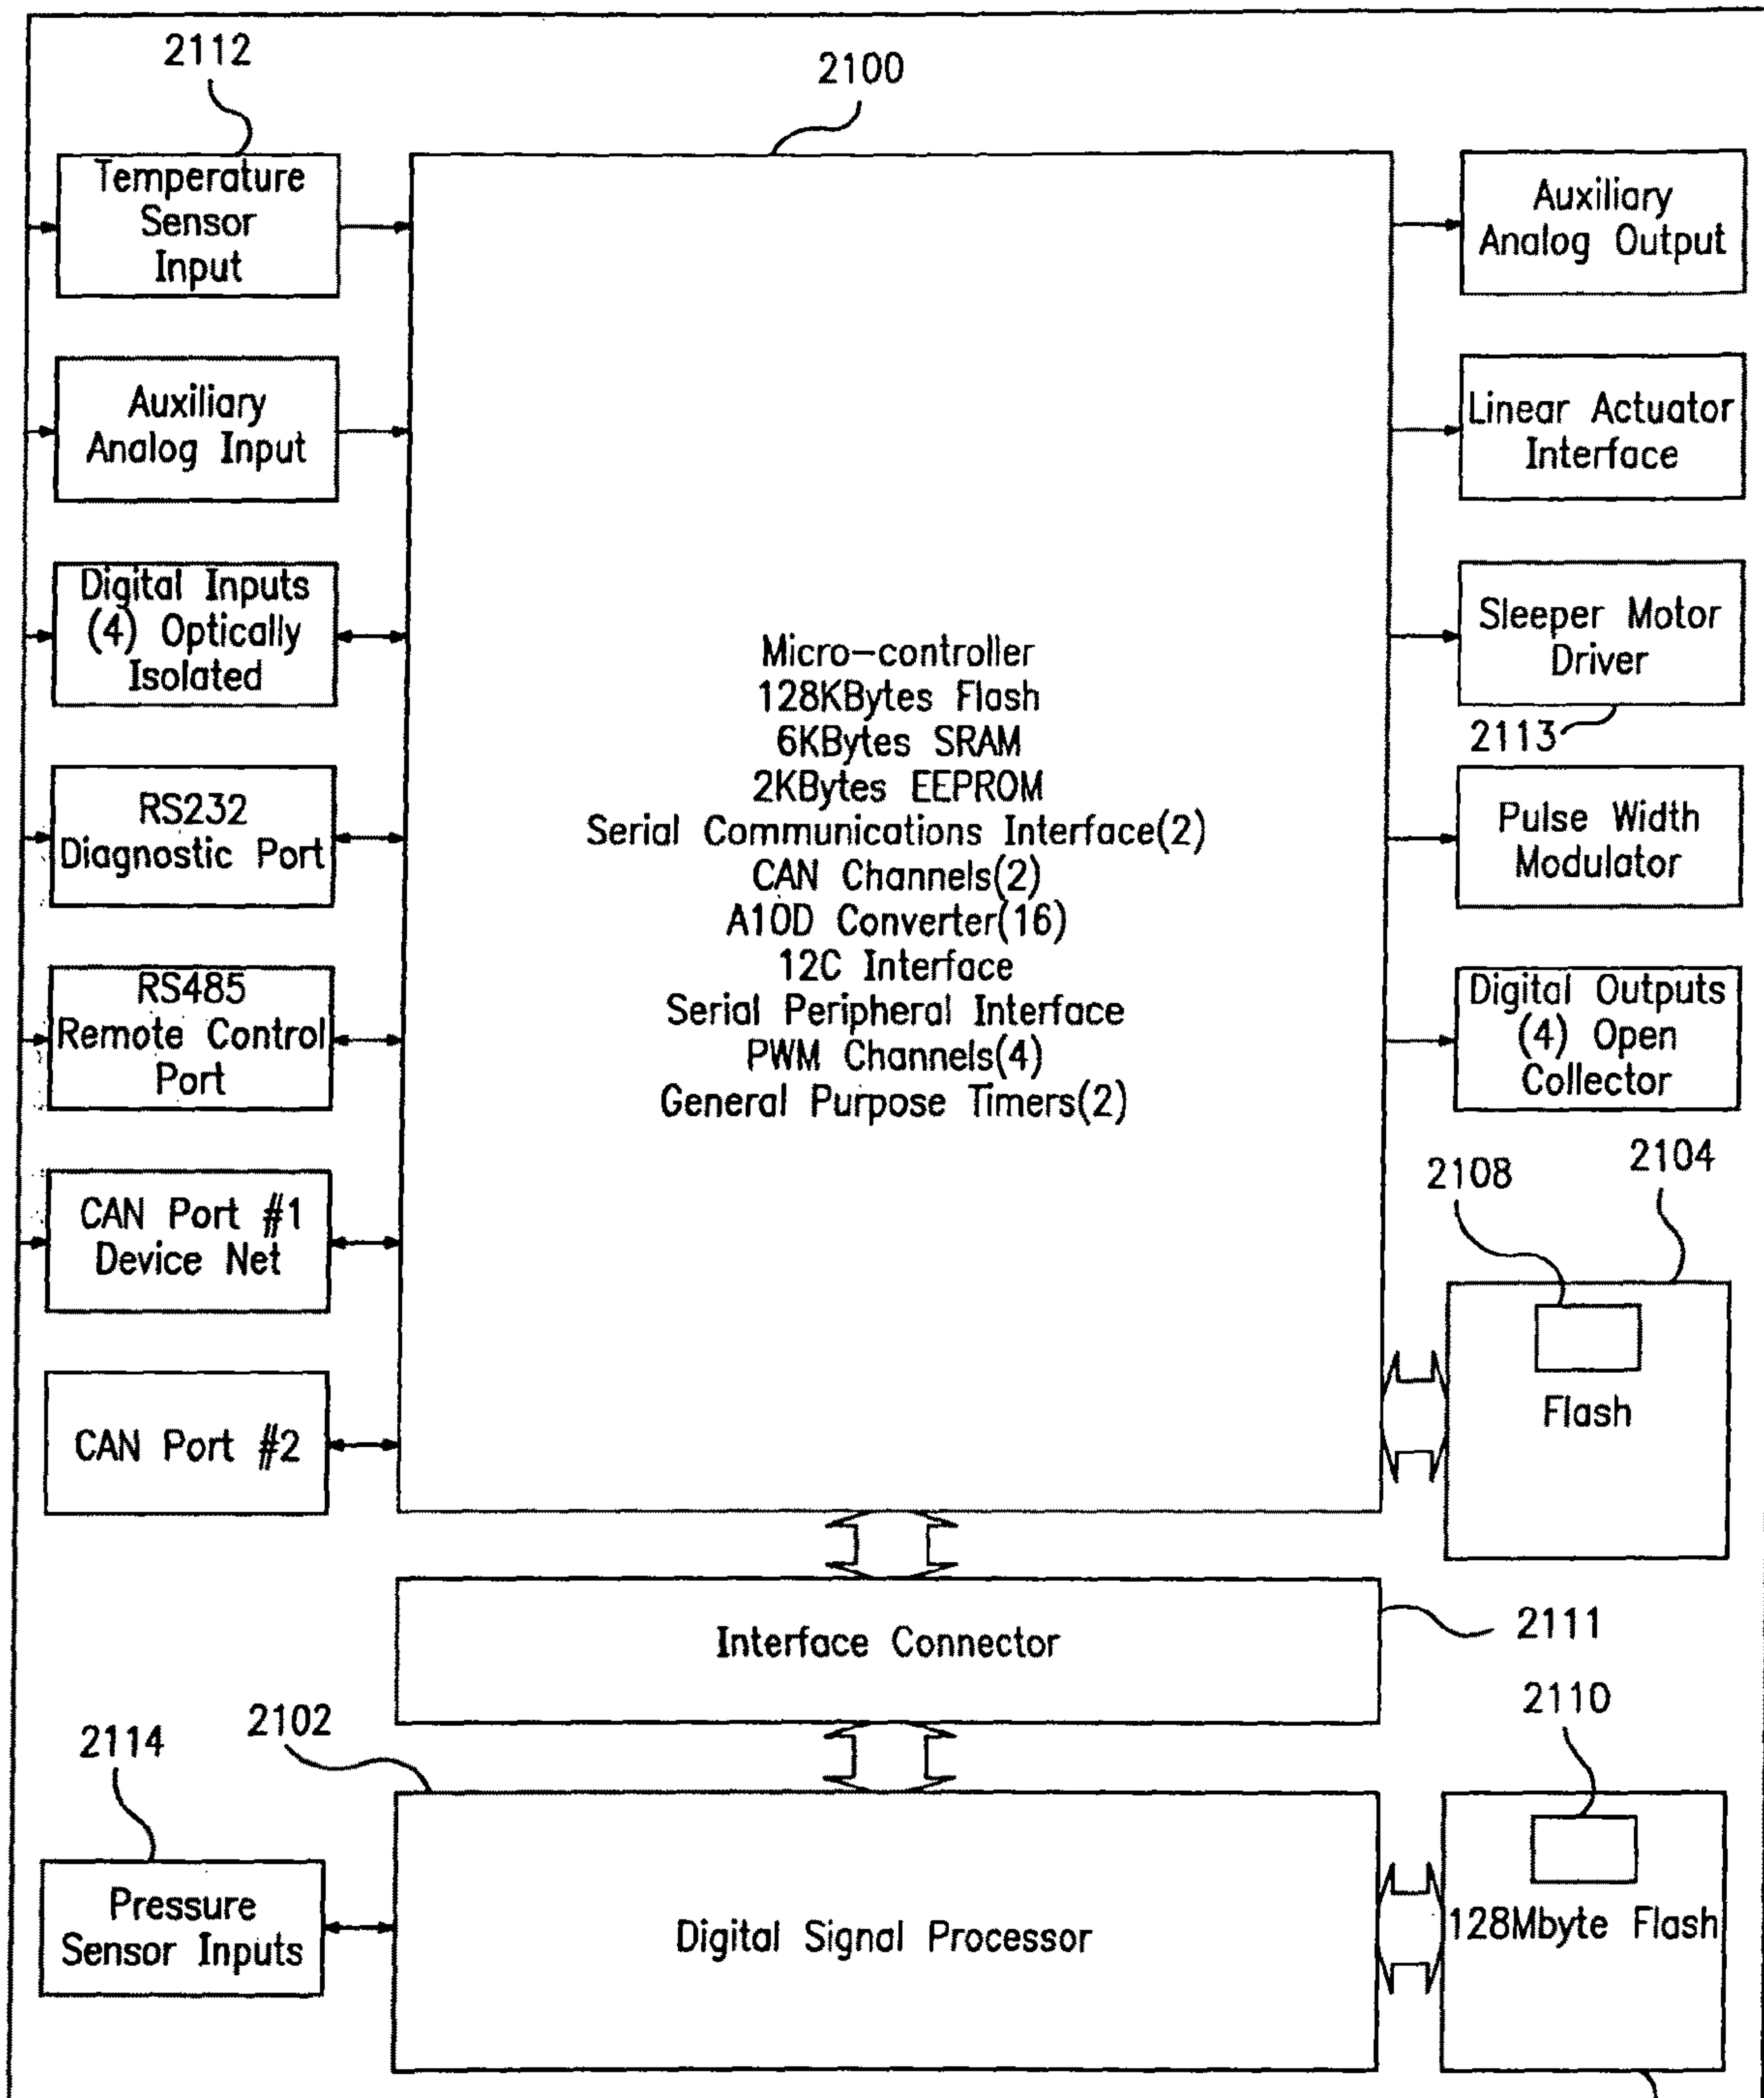 2112
2100
Temperature
Sensor
Input
Auxiliary
Analog Input
Digital Inputs
(4) Optically
Isolated
RS232
Diagnostic Port
RS485
Remote Control
Port
CAN Port #1
Device Net
CAN Port #2
Micro-controller
128KBytes Flash
6KBytes SRAM
2KBytes EEPROM
Serial Communications Interface(2)
CAN Channels(2)
A10D Converter(16)
12C Interface
Serial Peripheral Interface
PWM Channels(4)
General Purpose Timers(2)
Auxiliary
Analog Output
Linear Actuator
Interface
Sleeper Motor
Driver
2113
Pulse Width
Modulator
Digital Outputs
(4) Open
Collector
2108
2104
Flash
Interface Connector
2111
2114
2102
2110
Pressure
Sensor Inputs
Digital Signal Processor
128Mbyte Flash